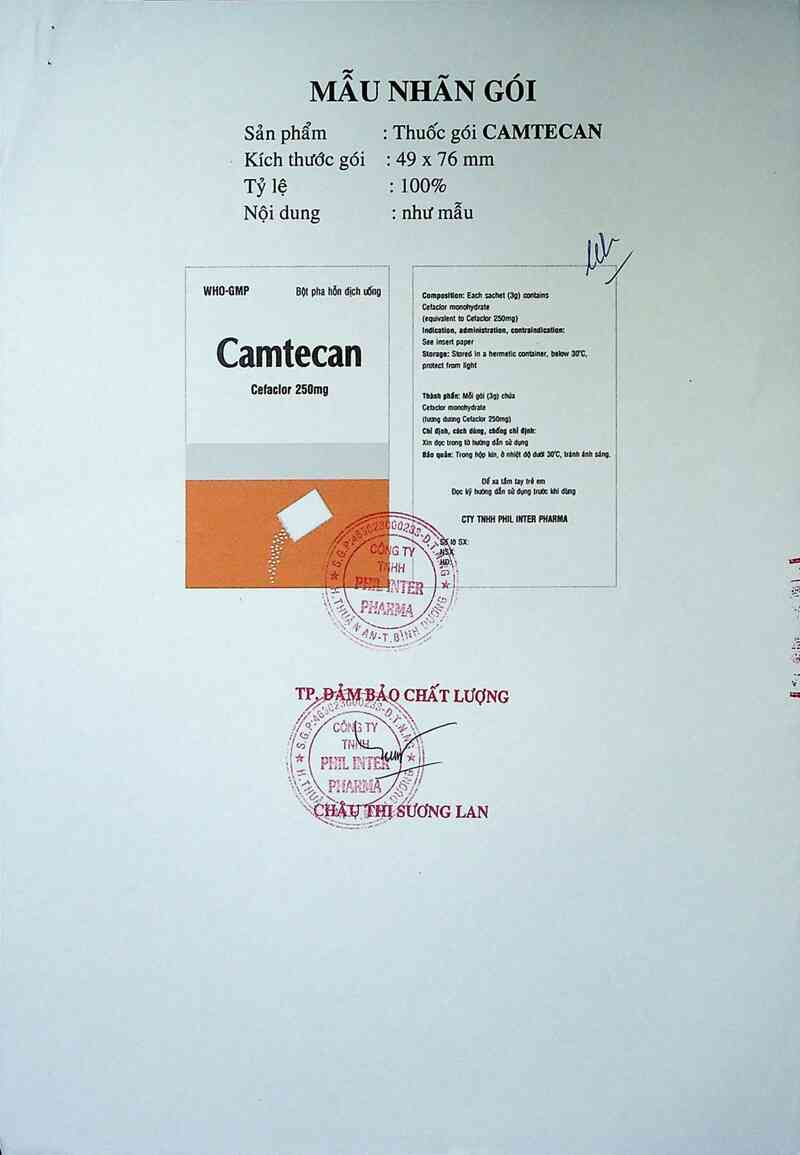 MẪU NHÃN GÓI
Sản phẩm : Thuốc gói CAMTECAN
Kích thước gói : 49 x 76 mm
Tỷ lệ : 100%
Nội dung : như mẫu
WHO-GMP Bột pha hỗn dịch uống
Camtecan
Cefaclor 250mg
Composition: Each sachet (3g) contains
Cefaclor monohydrate
(equivalent to Cefaclor 250mg)
Indication, administration, contraindication:
See insert paper
Storage: Stored in a hermetic container, below 30°C,
protect from light
Thành phần: Mỗi gói (3g) chứa
Cefaclor monohydrate
(tương đương Cefaclor 250mg)
Chỉ định, cách dùng, chống chỉ định:
Xin đọc trong tờ hướng dẫn sử dụng
Bảo quản: Trong hộp kín, ở nhiệt độ dưới 30°C, tránh ánh sáng.
Để xa tầm tay trẻ em
Đọc kỹ hướng dẫn sử dụng trước khi dùng
CTY TNHH PHIL INTER PHARMA
Số lô SX:
NSX:
HD:
CÔNG TY
TNHH
PHIL INTER
PHARMA
H.THUẬN AN-T.BÌNH DƯƠNG
TP. ĐẢM BẢO CHẤT LƯỢNG
CÔNG TY
TNHH
PHIL INTER
PHARMA
CHÂU THỊ SƯƠNG LAN